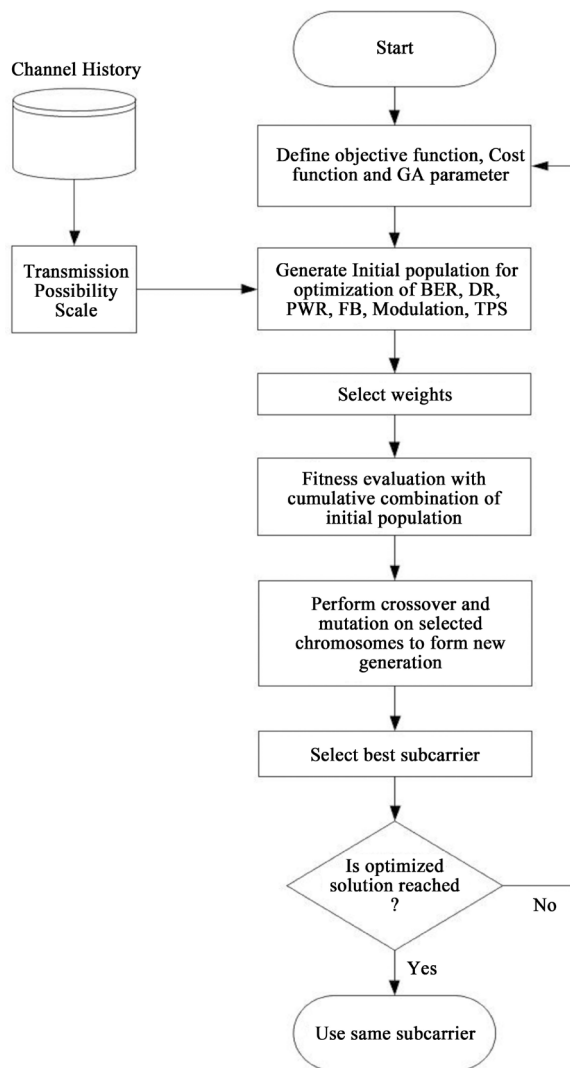 Start
Channel History
Define objective function, Cost
function and GA parameter
Transmission
Possibility
Scale
Generate Initial population for
optimization of BER, DR,
PWR, FB, Modulation, TPS
Select weights
Fitness evaluation with
cumulative combination of
initial population
Perform crossover and
mutation on selected
chromosomes to form new
generation
Select best subcarrier
Is optimized
solution reached
?
No
Yes
Use same subcarrier